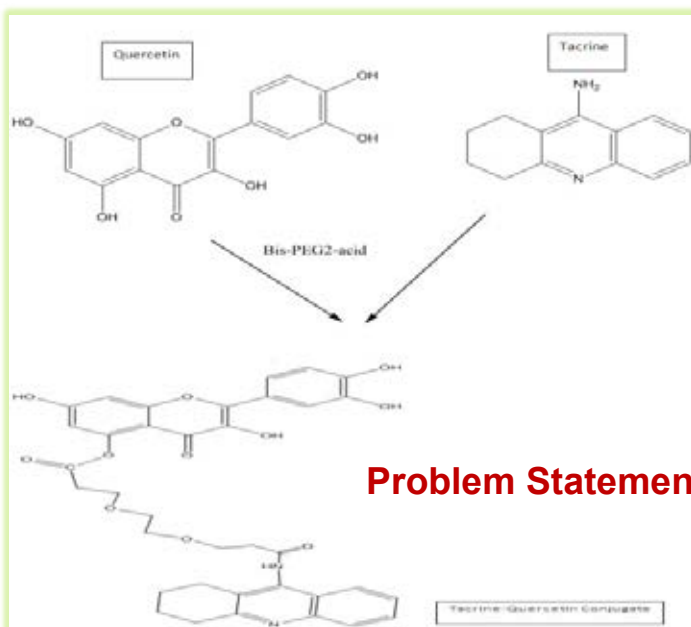 Quercetin
Tacrine
OH
NH₂
HO
O
OH
OH
OH
O
N
Bis-PEG2-acid
OH
HO
O
OH
OH
O
O
O
O
Problem Statemen
O
O
HN
N
Tacrine-Quercetin Conjugate